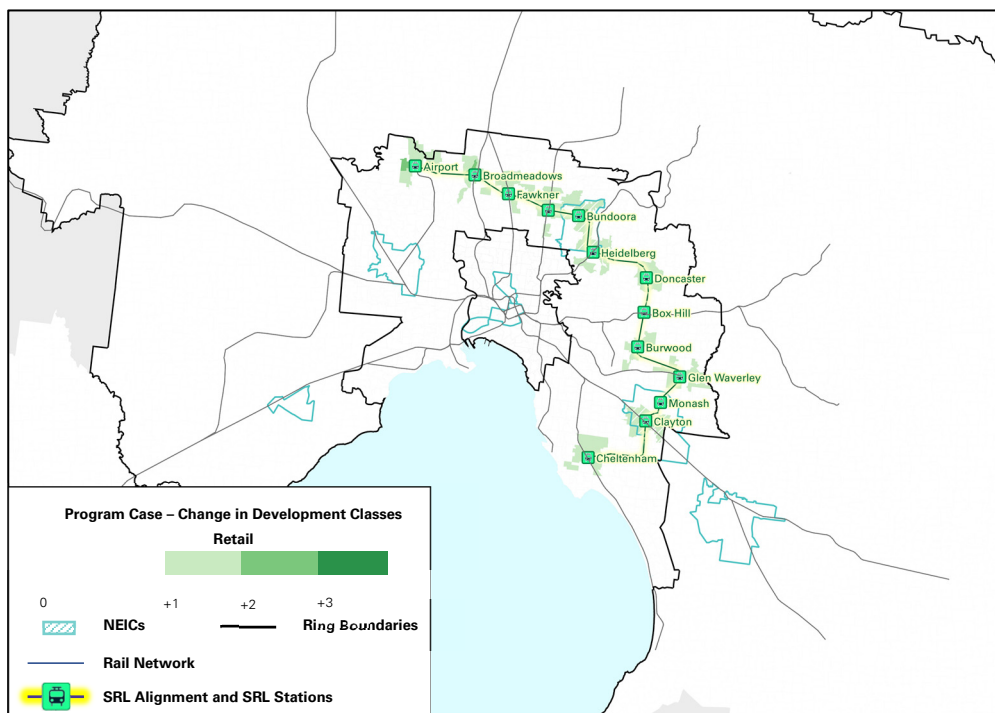 Airport
Broadmeadows
Fawkner
Bundoora
Heidelberg
Doncaster
Box-Hill
Burwood
Glen Waverley
Monash
Clayton
Cheltenham
Program Case – Change in Development Classes
Retail
0 +1 +2 +3
NEICs Ring Boundaries
Rail Network
SRL Alignment and SRL Stations